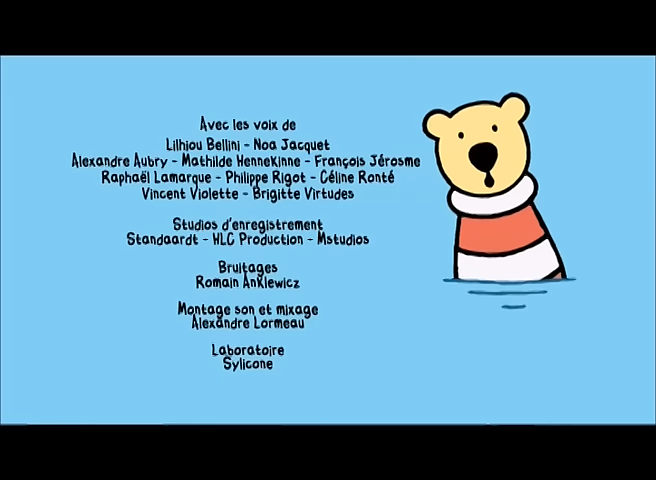 Avec les voix de
Lilhiou Bellini - Noa Jacquet
Alexandre Aubry - Mathilde Hennekinne - François Jérosme
Raphaël Lamarque - Philippe Rigot - Céline Ronté
Vincent Violette - Brigitte Virtudes
Studios d'enregistrement
Standaardt - HLC Production - Mstudios
Bruitages
Romain Anklewicz
Montage son et mixage
Alexandre Lormeau
Laboratoire
Sylicone